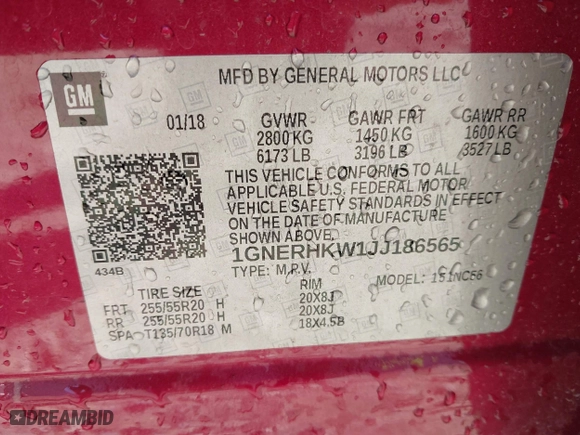 GM
MFD BY GENERAL MOTORS LLC
01/18 GVWR GAWR FRT GAWR RR
2800 KG 1450 KG 1600 KG
6173 LB 3196 LB 3527 LB
THIS VEHICLE CONFORMS TO ALL
APPLICABLE U.S. FEDERAL MOTOR
VEHICLE SAFETY STANDARDS IN EFFECT
ON THE DATE OF MANUFACTURE
SHOWN ABOVE.
434B
1GNERHKW1JJ186565
TYPE: M.P.V. MODEL: 1S1NC56
TIRE SIZE RIM
FRT 255/55R20 H 20X8J
RR 255/55R20 H 20X8J
SPA T135/70R18 M 18X4.5B
DREAMBID